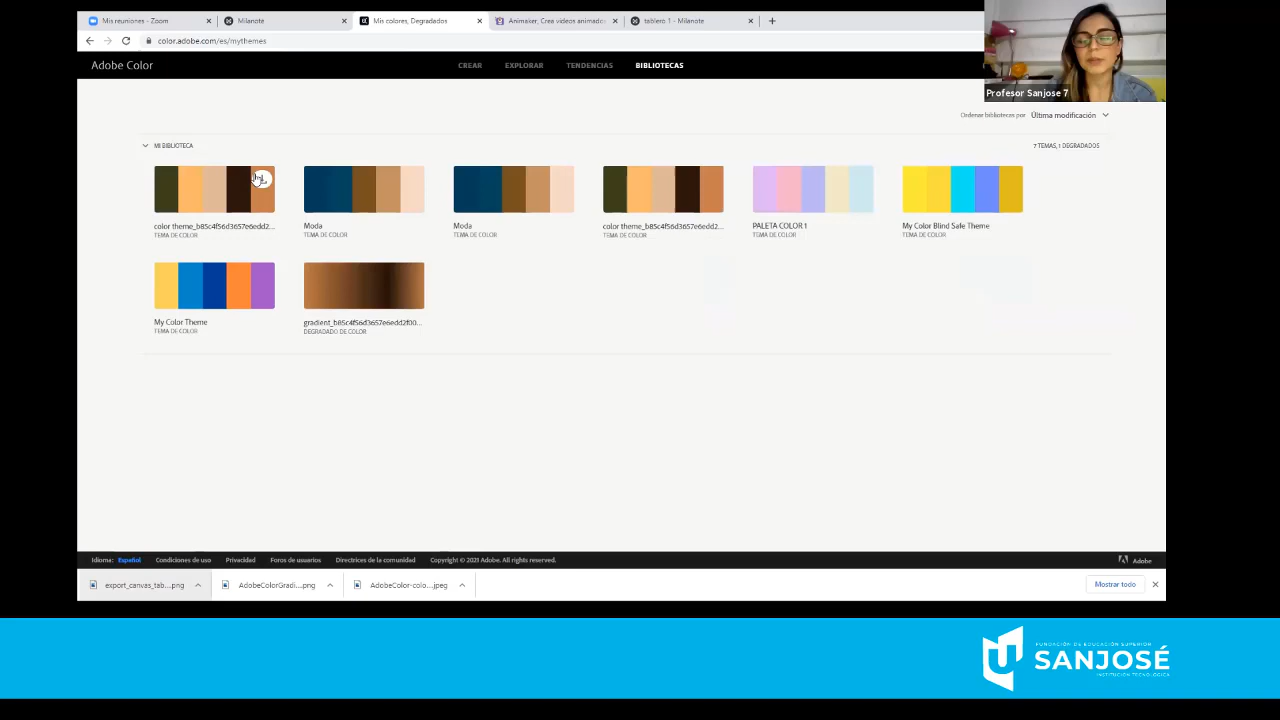 Mis reuniones - Zoom
Milanote
Mis colores, Degradados
Animaker, Crea videos animados
tablero 1 - Milanote
color.adobe.com/es/mythemes
Profesor Sanjose 7
Adobe Color
CREAR
EXPLORAR
TENDENCIAS
BIBLIOTECAS
Ordenar bibliotecas por
Última modificación
MI BIBLIOTECA
7 TEMAS, 1 DEGRADADOS
color theme_b85c4f56d3657e6edd2...
TEMA DE COLOR
Moda
TEMA DE COLOR
Moda
TEMA DE COLOR
color theme_b85c4f56d3657e6edd2...
TEMA DE COLOR
PALETA COLOR 1
TEMA DE COLOR
My Color Blind Safe Theme
TEMA DE COLOR
My Color Theme
TEMA DE COLOR
gradient_b85c4f56d3657e6edd2f00...
DEGRADADO DE COLOR
Idioma: Español
Condiciones de uso
Privacidad
Foros de usuarios
Directrices de la comunidad
Copyright © 2021 Adobe. All rights reserved.
Adobe
export_canvas_tab....png
AdobeColorGradi....png
AdobeColor-colo....jpeg
Mostrar todo
FUNDACIÓN DE EDUCACIÓN SUPERIOR
SANJOSÉ
INSTITUCIÓN TECNOLÓGICA